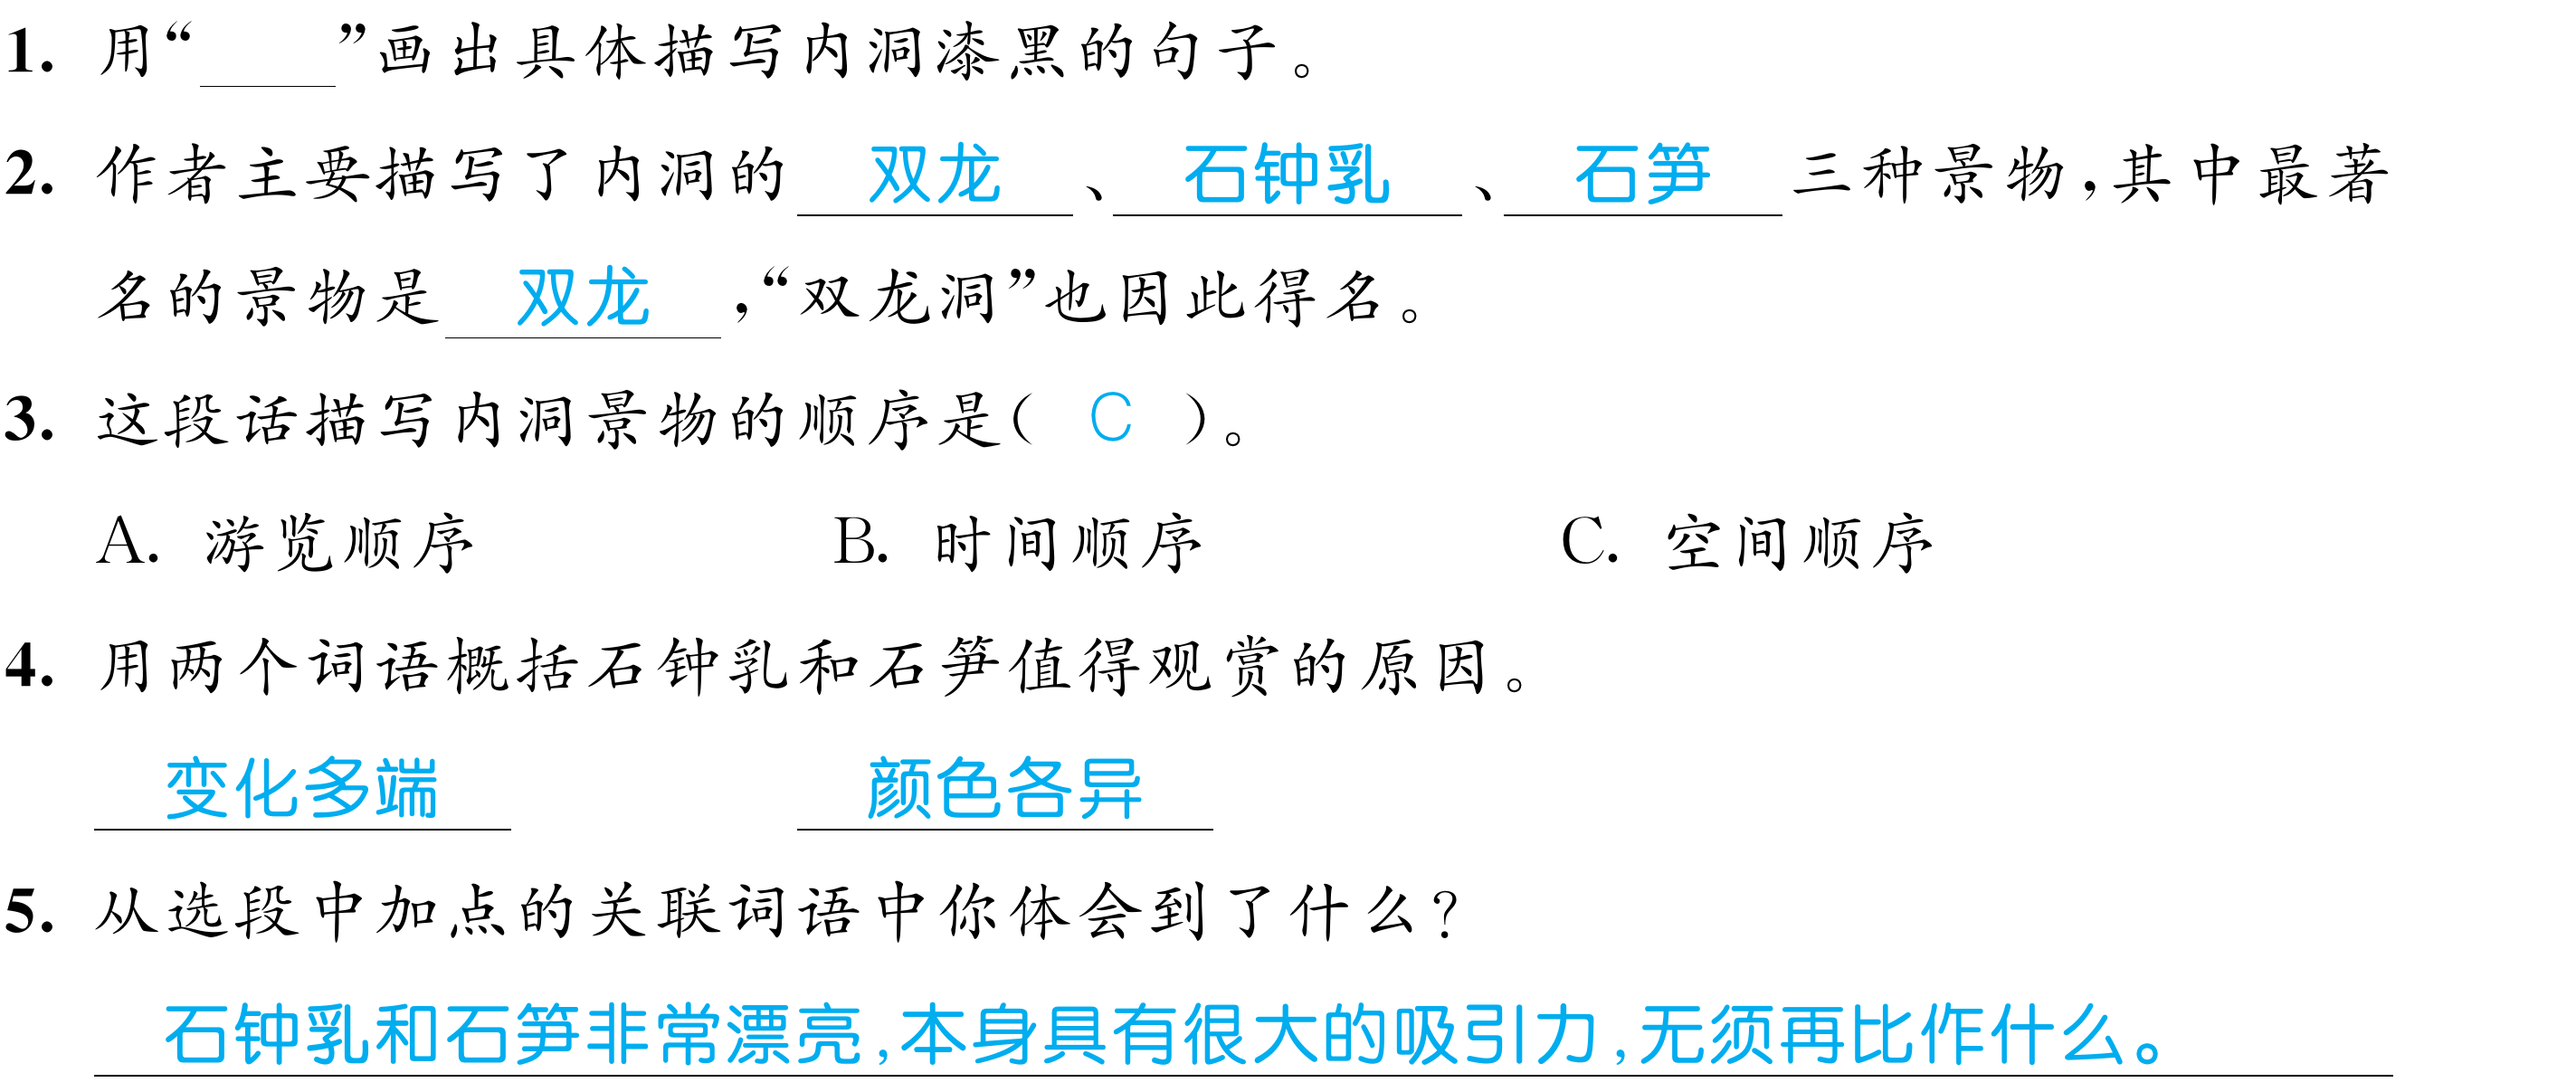 1. 用“____”画出具体描写内洞漆黑的句子。
2. 作者主要描写了内洞的 双龙 、 石钟乳 、 石笋 三种景物,其中最著
名的景物是 双龙 ,“双龙洞”也因此得名。
3. 这段话描写内洞景物的顺序是( C )。
A. 游览顺序 B. 时间顺序 C. 空间顺序
4. 用两个词语概括石钟乳和石笋值得观赏的原因。
变化多端 颜色各异
5. 从选段中加点的关联词语中你体会到了什么?
石钟乳和石笋非常漂亮,本身具有很大的吸引力,无须再比作什么。